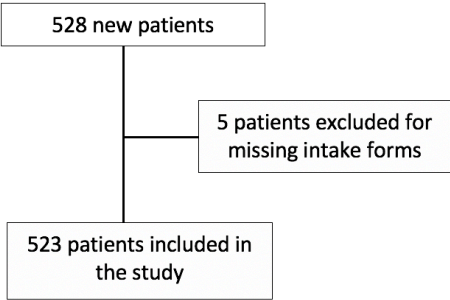 528 new patients
5 patients excluded for
missing intake forms
523 patients included in
the study